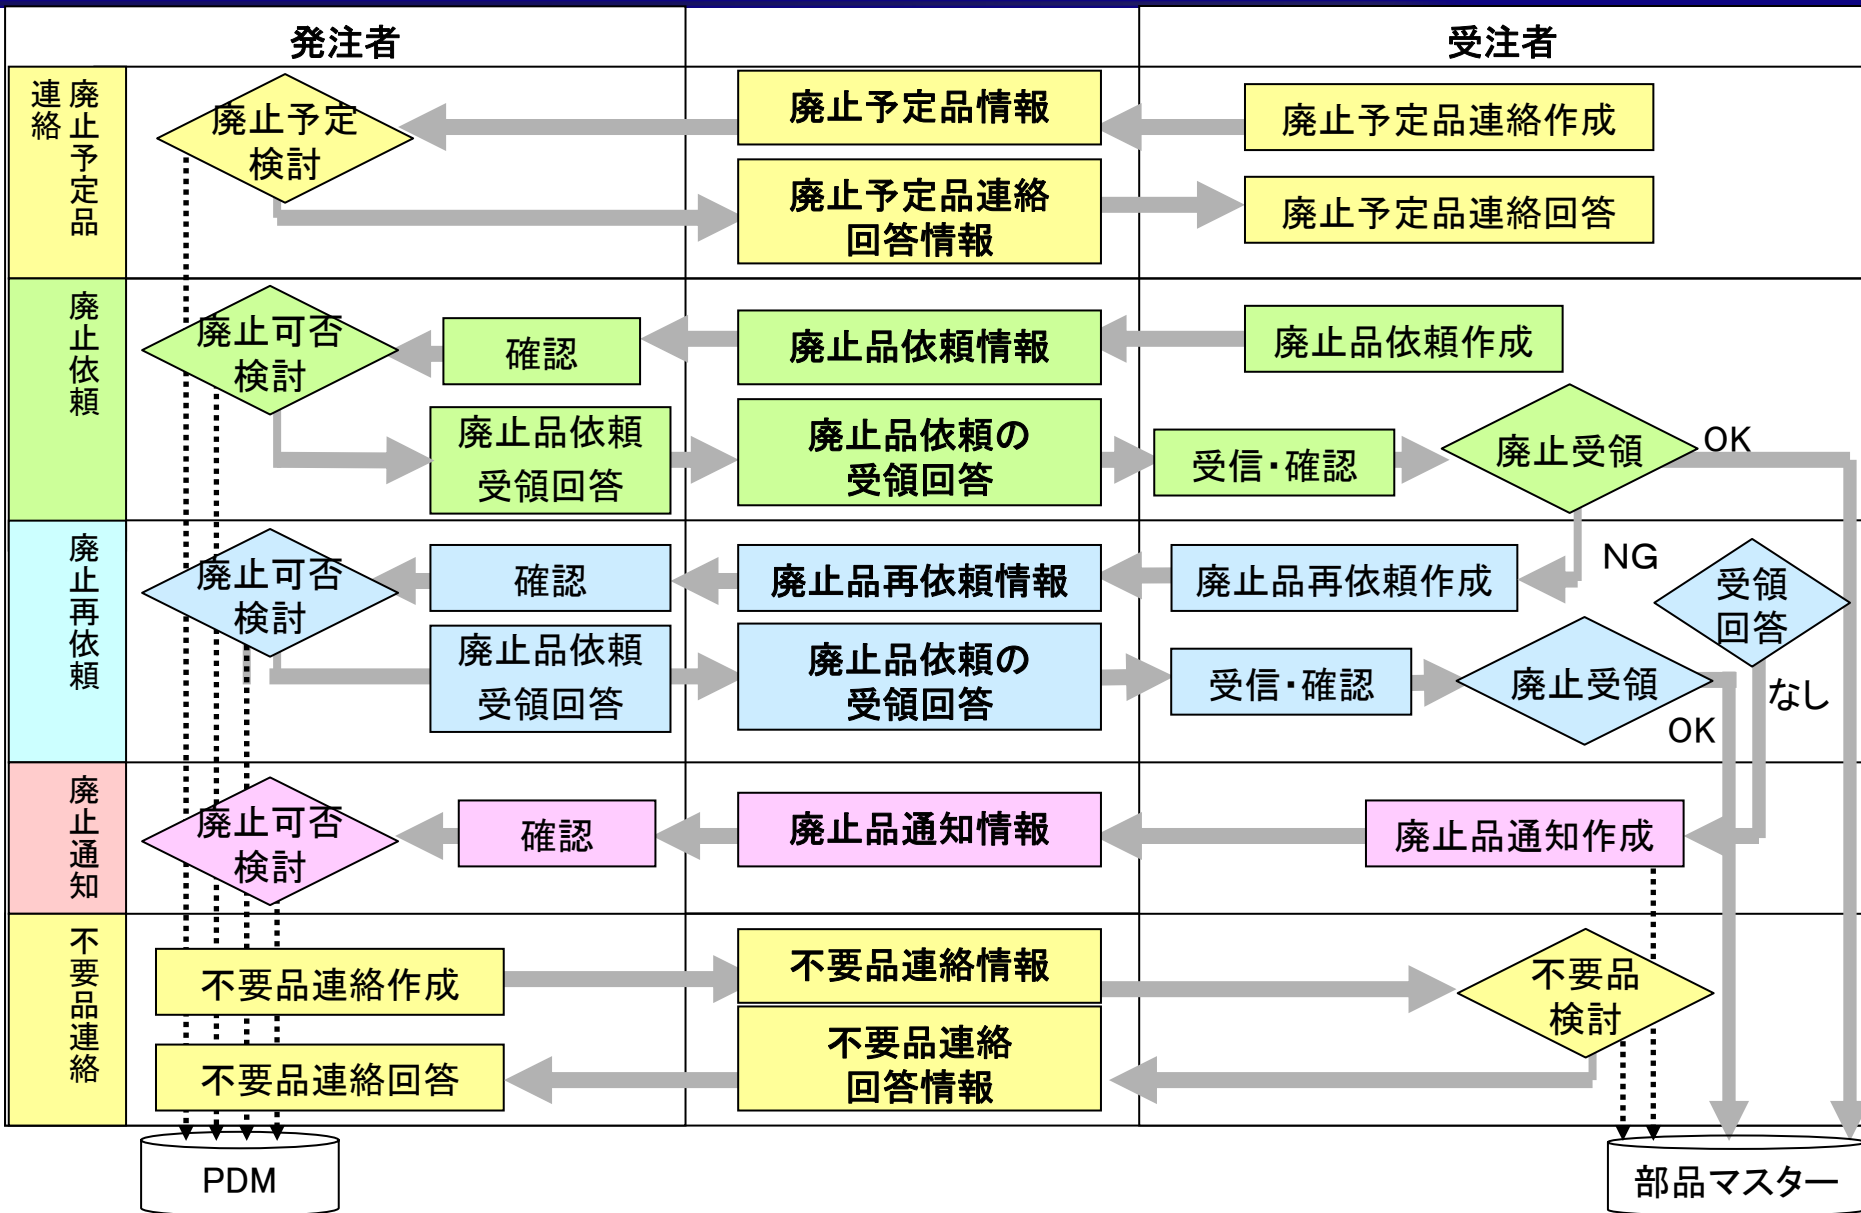 発注者
受注者
廃止予定品
連絡
廃止予定
検討
廃止予定品情報
廃止予定品連絡作成
廃止予定品連絡
回答情報
廃止予定品連絡回答
廃止依頼
廃止可否
検討
確認
廃止品依頼情報
廃止品依頼作成
廃止品依頼
受領回答
廃止品依頼の
受領回答
受信・確認
廃止受領
OK
NG
廃止再依頼
廃止可否
検討
確認
廃止品再依頼情報
廃止品再依頼作成
受領
回答
廃止品依頼
受領回答
廃止品依頼の
受領回答
受信・確認
廃止受領
OK
なし
廃止通知
廃止可否
検討
確認
廃止品通知情報
廃止品通知作成
不要品連絡
不要品連絡作成
不要品連絡情報
不要品
検討
不要品連絡回答
不要品連絡
回答情報
PDM
部品マスター